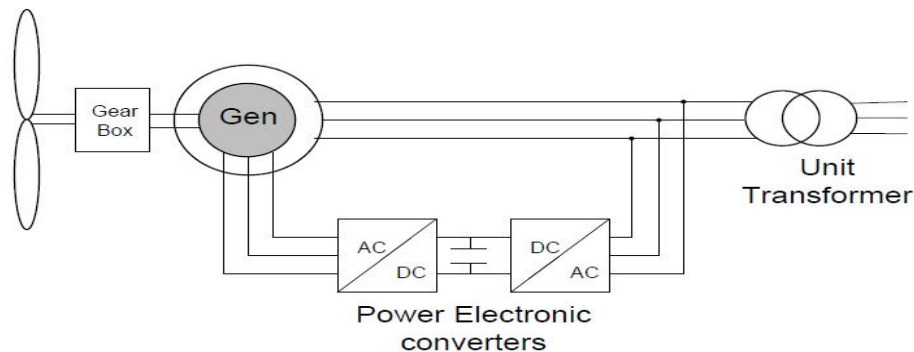 Gear
Box
Gen
Unit
Transformer
AC
DC
DC
AC
Power Electronic
converters